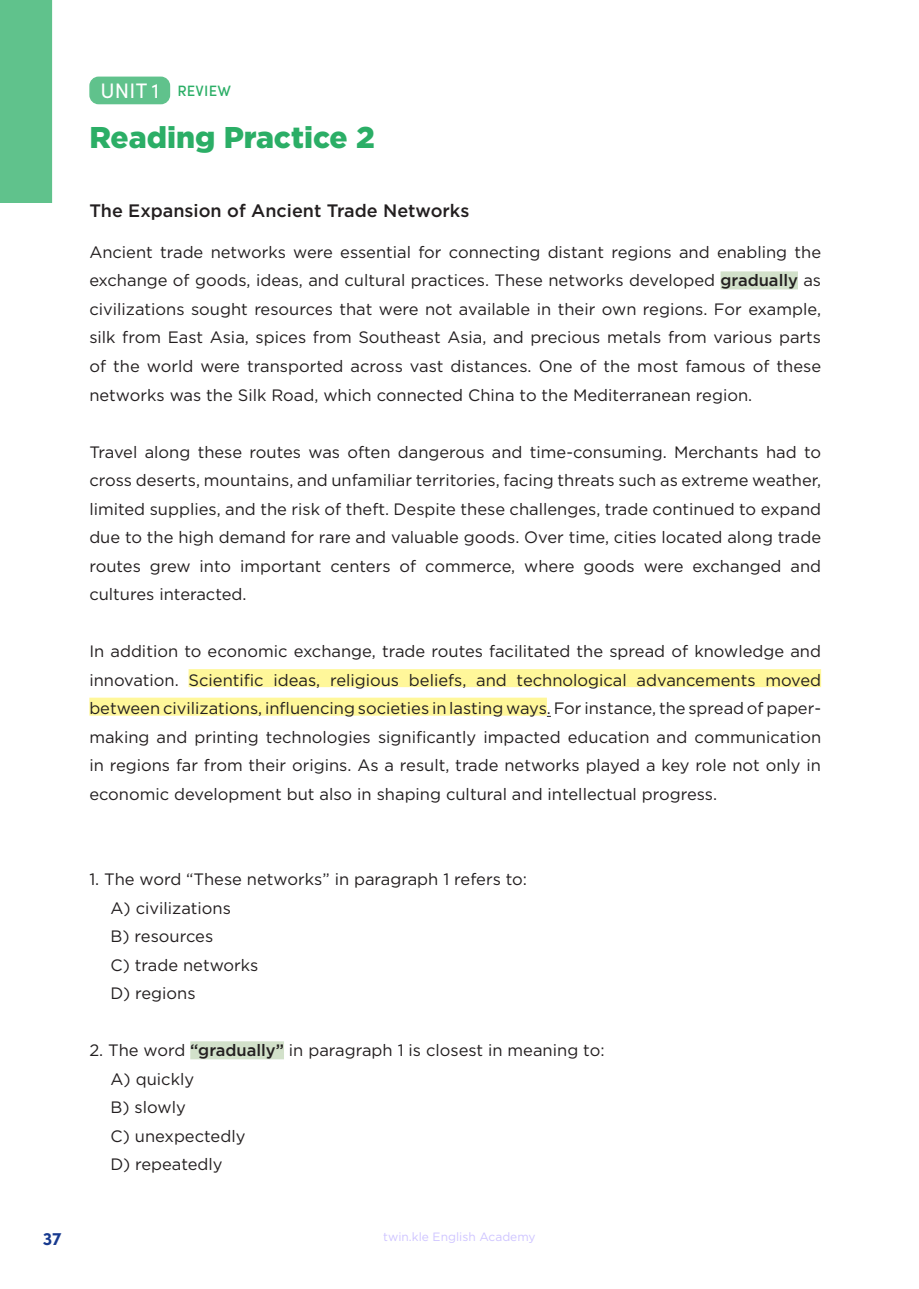 UNIT 1 REVIEW
Reading Practice 2
The Expansion of Ancient Trade Networks
Ancient trade networks were essential for connecting distant regions and enabling the
exchange of goods, ideas, and cultural practices. These networks developed gradually as
civilizations sought resources that were not available in their own regions. For example,
silk from East Asia, spices from Southeast Asia, and precious metals from various parts
of the world were transported across vast distances. One of the most famous of these
networks was the Silk Road, which connected China to the Mediterranean region.
Travel along these routes was often dangerous and time-consuming. Merchants had to
cross deserts, mountains, and unfamiliar territories, facing threats such as extreme weather,
limited supplies, and the risk of theft. Despite these challenges, trade continued to expand
due to the high demand for rare and valuable goods. Over time, cities located along trade
routes grew into important centers of commerce, where goods were exchanged and
cultures interacted.
In addition to economic exchange, trade routes facilitated the spread of knowledge and
innovation. Scientific ideas, religious beliefs, and technological advancements moved
between civilizations, influencing societies in lasting ways. For instance, the spread of paper-
making and printing technologies significantly impacted education and communication
in regions far from their origins. As a result, trade networks played a key role not only in
economic development but also in shaping cultural and intellectual progress.
1. The word “These networks” in paragraph 1 refers to:
A) civilizations
B) resources
C) trade networks
D) regions
2. The word “gradually” in paragraph 1 is closest in meaning to:
A) quickly
B) slowly
C) unexpectedly
D) repeatedly
37
twin.kle English Academy